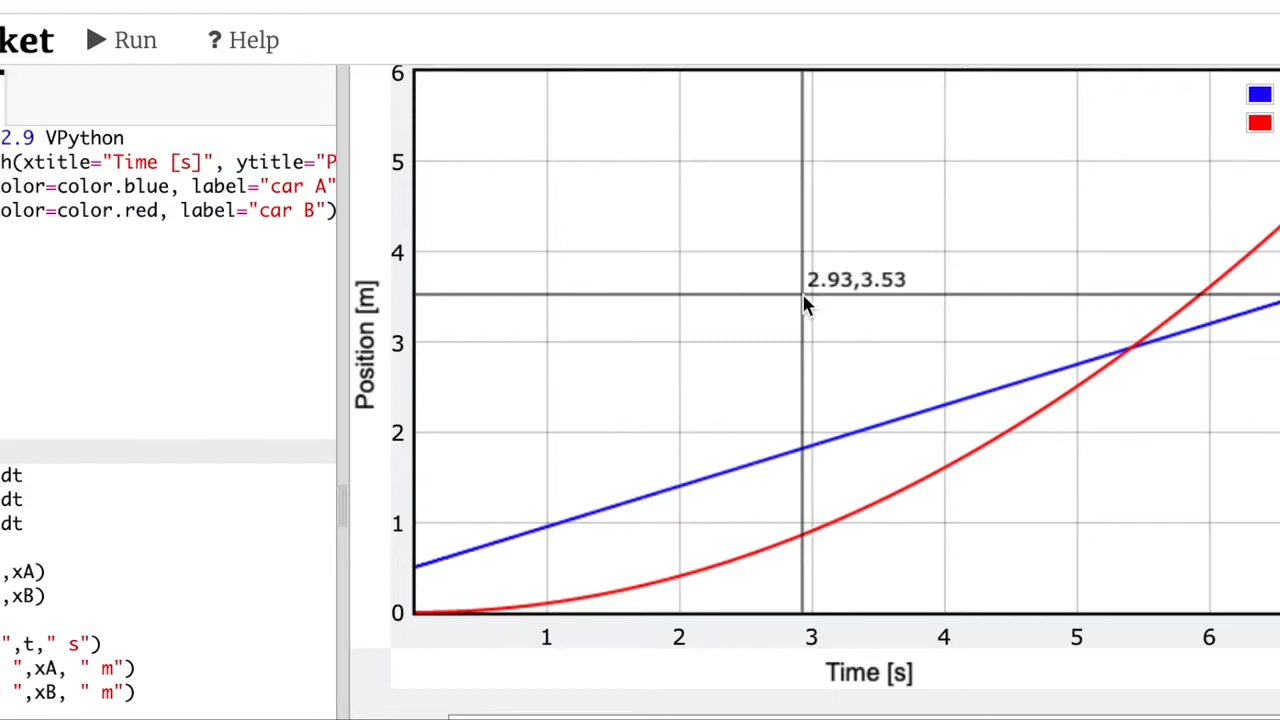 ket Run ? Help
2.9 VPython
h(xtitle="Time [s]", ytitle="P
olor=color.blue, label="car A"
olor=color.red, label="car B")
dt
dt
dt
,xA)
,xB)
",t," s")
",xA, " m")
",xB, " m")
6
5
4
3
2
1
0
Position [m]
2.93,3.53
1 2 3 4 5 6
Time [s]